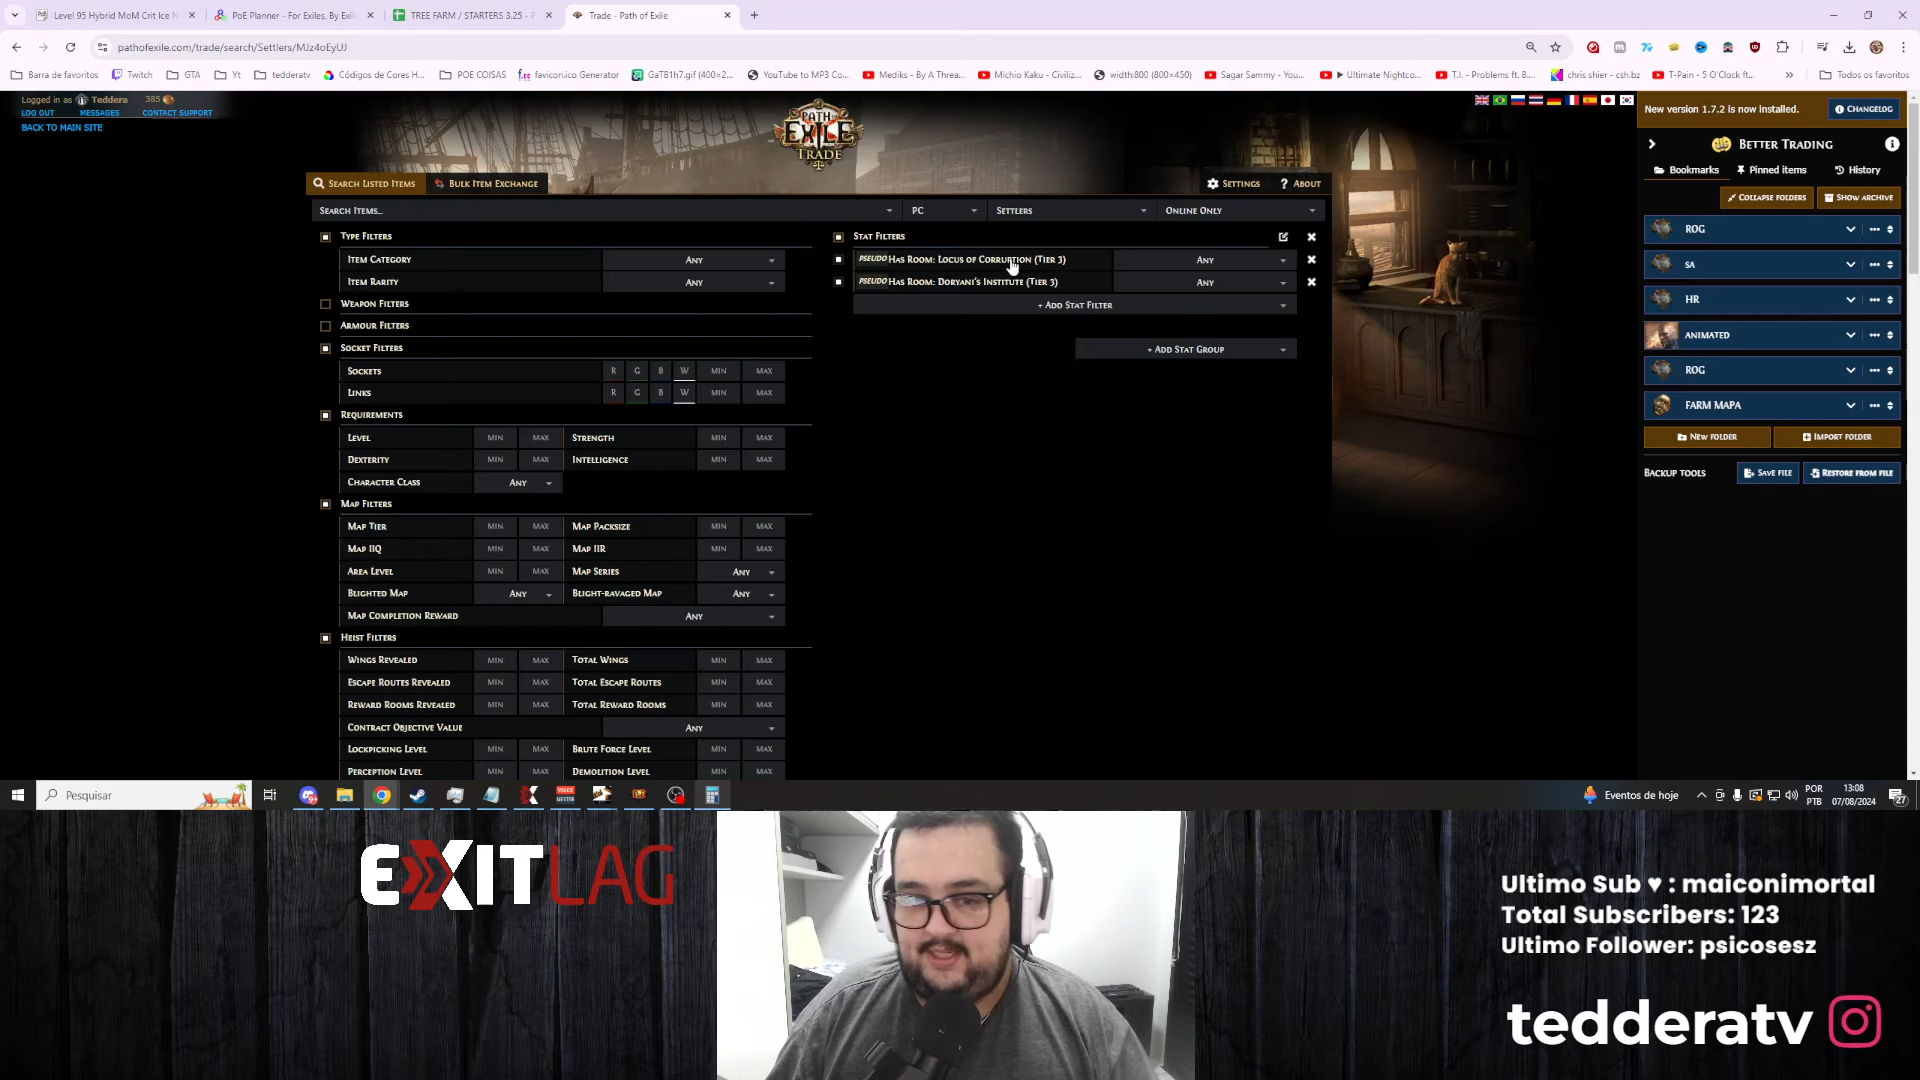 Level 95 Hybrid MoM Crit Ice N
PoE Planner - For Exiles, By Exile
TREE FARM / STARTERS 3.25 - P
Trade - Path of Exile
pathofexile.com/trade/search/Settlers/MJz4oEyUJ
Barra de favoritos
Twitch
GTA
Yt
tedderatv
Códigos de Cores H...
POE COISAS
favicon.ico Generator
GaTB1h7.gif (400×2...
YouTube to MP3 Co...
Mediks - By A Threa...
Michio Kaku - Civiliz...
width:800 (800×450)
Sagar Sammy - You...
▶ Ultimate Nightco...
T.I. - Problems ft. B...
chris shier - csh.bz
T-Pain - 5 O'Clock ft...
Todos os favoritos
Logged in as Teddera 385
LOG OUT MESSAGES CONTACT SUPPORT
BACK TO MAIN SITE
PATH OF EXILE TRADE
New version 1.7.2 is now installed.
CHANGELOG
BETTER TRADING
Bookmarks Pinned items History
COLLAPSE FOLDERS SHOW ARCHIVE
ROG
SA
HR
ANIMATED
ROG
FARM MAPA
NEW FOLDER IMPORT FOLDER
BACKUP TOOLS SAVE FILE RESTORE FROM FILE
SEARCH LISTED ITEMS BULK ITEM EXCHANGE SETTINGS ? ABOUT
SEARCH ITEMS... PC SETTLERS ONLINE ONLY
TYPE FILTERS
ITEM CATEGORY ANY
ITEM RARITY ANY
WEAPON FILTERS
ARMOUR FILTERS
SOCKET FILTERS
SOCKETS R G B W MIN MAX
LINKS R G B W MIN MAX
REQUIREMENTS
LEVEL MIN MAX STRENGTH MIN MAX
DEXTERITY MIN MAX INTELLIGENCE MIN MAX
CHARACTER CLASS ANY
MAP FILTERS
MAP TIER MIN MAX MAP PACKSIZE MIN MAX
MAP IIQ MIN MAX MAP IIR MIN MAX
AREA LEVEL MIN MAX MAP SERIES ANY
BLIGHTED MAP ANY BLIGHT-RAVAGED MAP ANY
MAP COMPLETION REWARD ANY
HEIST FILTERS
WINGS REVEALED MIN MAX TOTAL WINGS MIN MAX
ESCAPE ROUTES REVEALED MIN MAX TOTAL ESCAPE ROUTES MIN MAX
REWARD ROOMS REVEALED MIN MAX TOTAL REWARD ROOMS MIN MAX
CONTRACT OBJECTIVE VALUE ANY
LOCKPICKING LEVEL MIN MAX BRUTE FORCE LEVEL MIN MAX
PERCEPTION LEVEL MIN MAX DEMOLITION LEVEL MIN MAX
STAT FILTERS
PSEUDO HAS ROOM: LOCUS OF CORRUPTION (TIER 3) ANY
PSEUDO HAS ROOM: DORYANI'S INSTITUTE (TIER 3) ANY
+ ADD STAT FILTER
+ ADD STAT GROUP
Pesquisar
VOICE MEETER
Eventos de hoje
POR
PTB
13:08
07/08/2024
27
EXITLAG
Ultimo Sub ♥ : maiconimortal
Total Subscribers: 123
Ultimo Follower: psicosesz
tedderatv